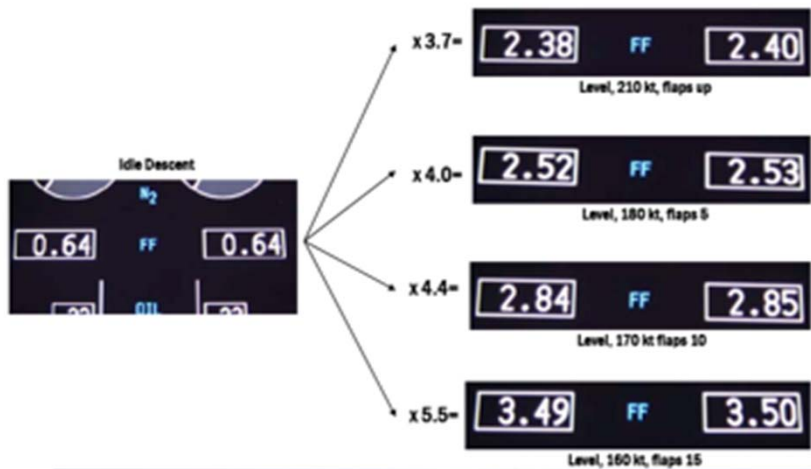 Idle Descent
N2
0.64 FF 0.64
OIL
x 3.7=
2.38 FF 2.40
Level, 210 kt, flaps up
x 4.0=
2.52 FF 2.53
Level, 180 kt, flaps 5
x 4.4=
2.84 FF 2.85
Level, 170 kt flaps 10
x 5.5=
3.49 FF 3.50
Level, 160 kt, flaps 15